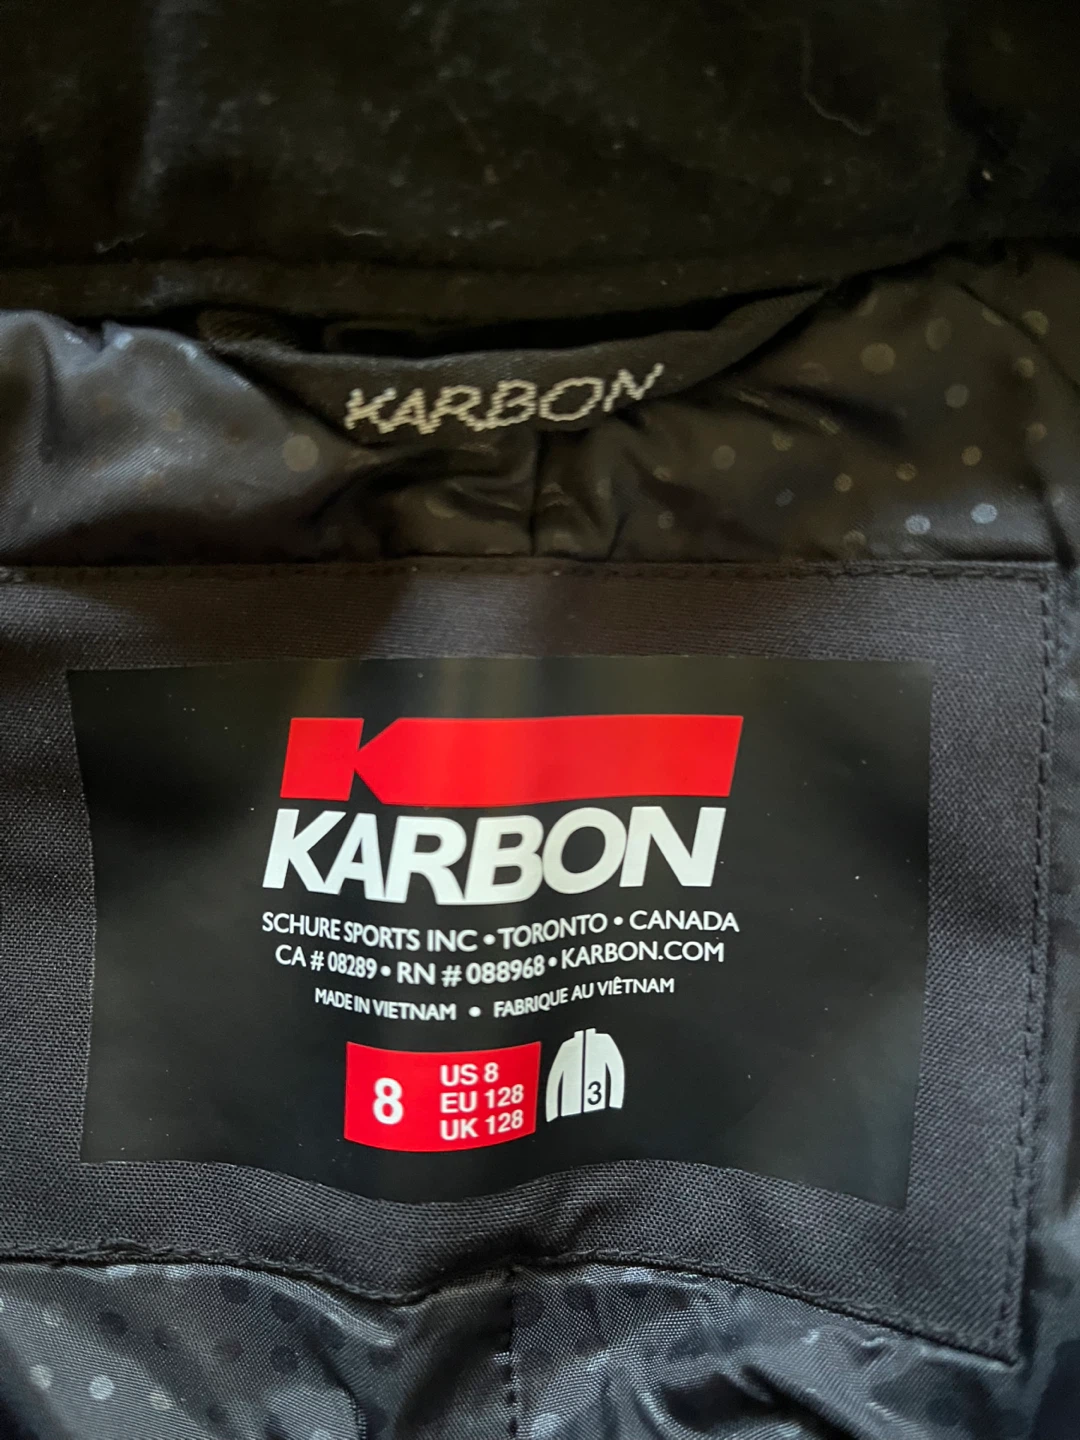 KARBON
KARBON
SCHURE SPORTS INC • TORONTO • CANADA
CA # 08289 • RN # 088968 • KARBON.COM
MADE IN VIETNAM • FABRIQUE AU VIÊTNAM
8
US 8
EU 128
UK 128
3